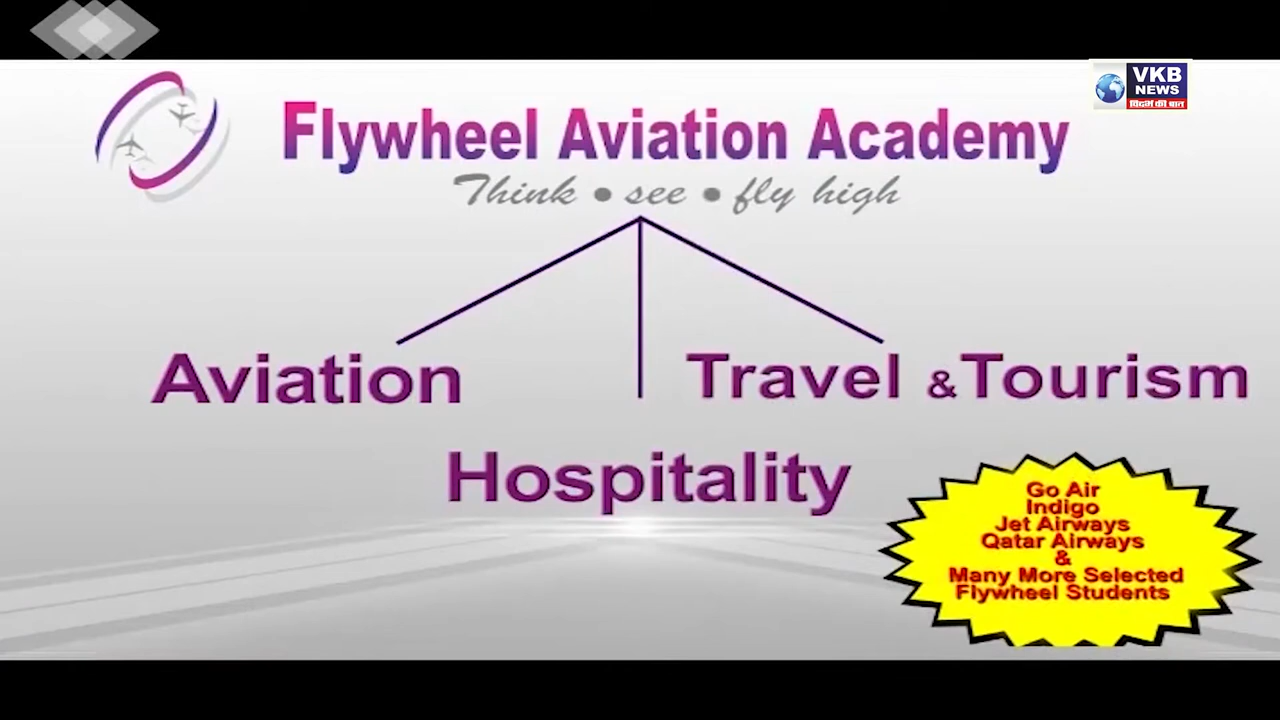 VKB
NEWS
विदर्भ की बात
Flywheel Aviation Academy
Think • see • fly high
Aviation
Travel & Tourism
Hospitality
Go Air
Indigo
Jet Airways
Qatar Airways
&
Many More Selected
Flywheel Students